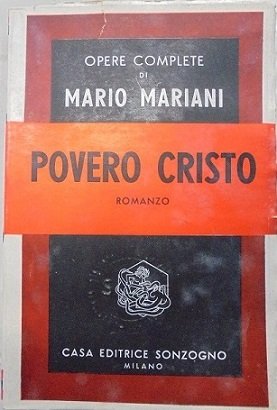 OPERE COMPLETE
DI
MARIO MARIANI
POVERO CRISTO
ROMANZO
CASA EDITRICE SONZOGNO
MILANO